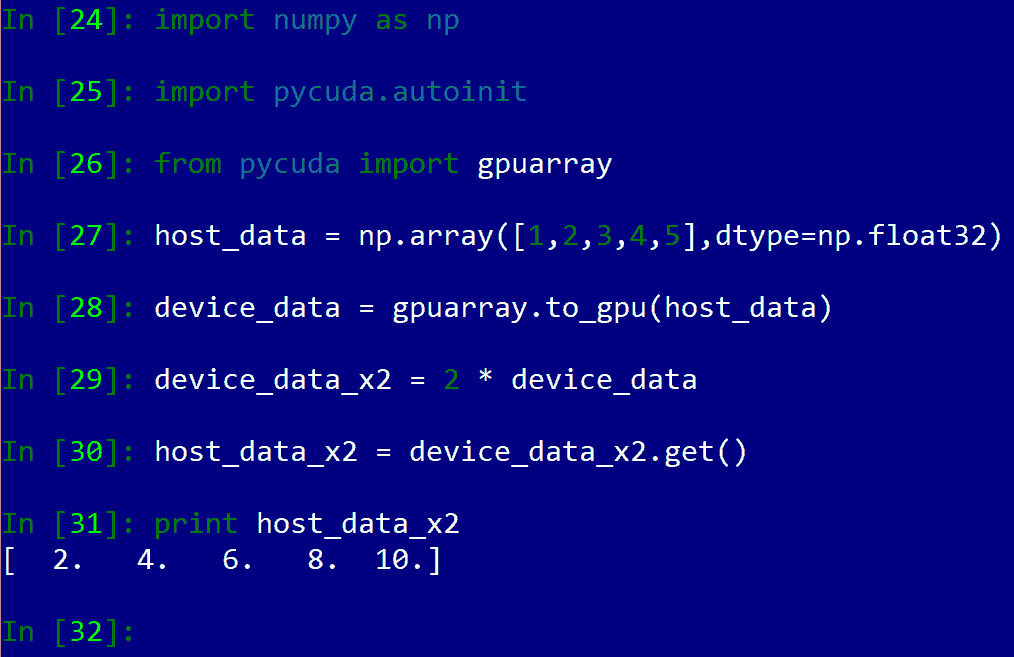 In [24]: import numpy as np
In [25]: import pycuda.autoinit
In [26]: from pycuda import gpuarray
In [27]: host_data = np.array([1,2,3,4,5],dtype=np.float32)
In [28]: device_data = gpuarray.to_gpu(host_data)
In [29]: device_data_x2 = 2 * device_data
In [30]: host_data_x2 = device_data_x2.get()
In [31]: print host_data_x2
[  2.   4.   6.   8.  10.]
In [32]: